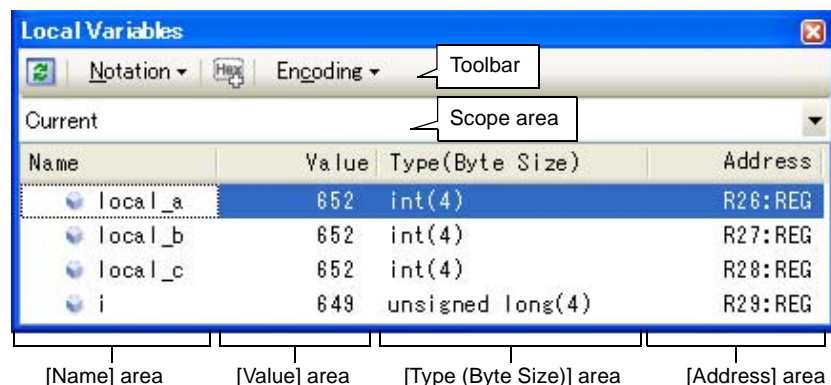 Local Variables
Notation Hex Encoding Toolbar
Current Scope area
Name Value Type(Byte Size) Address
local_a 652 int(4) R26:REG
local_b 652 int(4) R27:REG
local_c 652 int(4) R28:REG
i 649 unsigned long(4) R29:REG
[Name] area [Value] area [Type (Byte Size)] area [Address] area